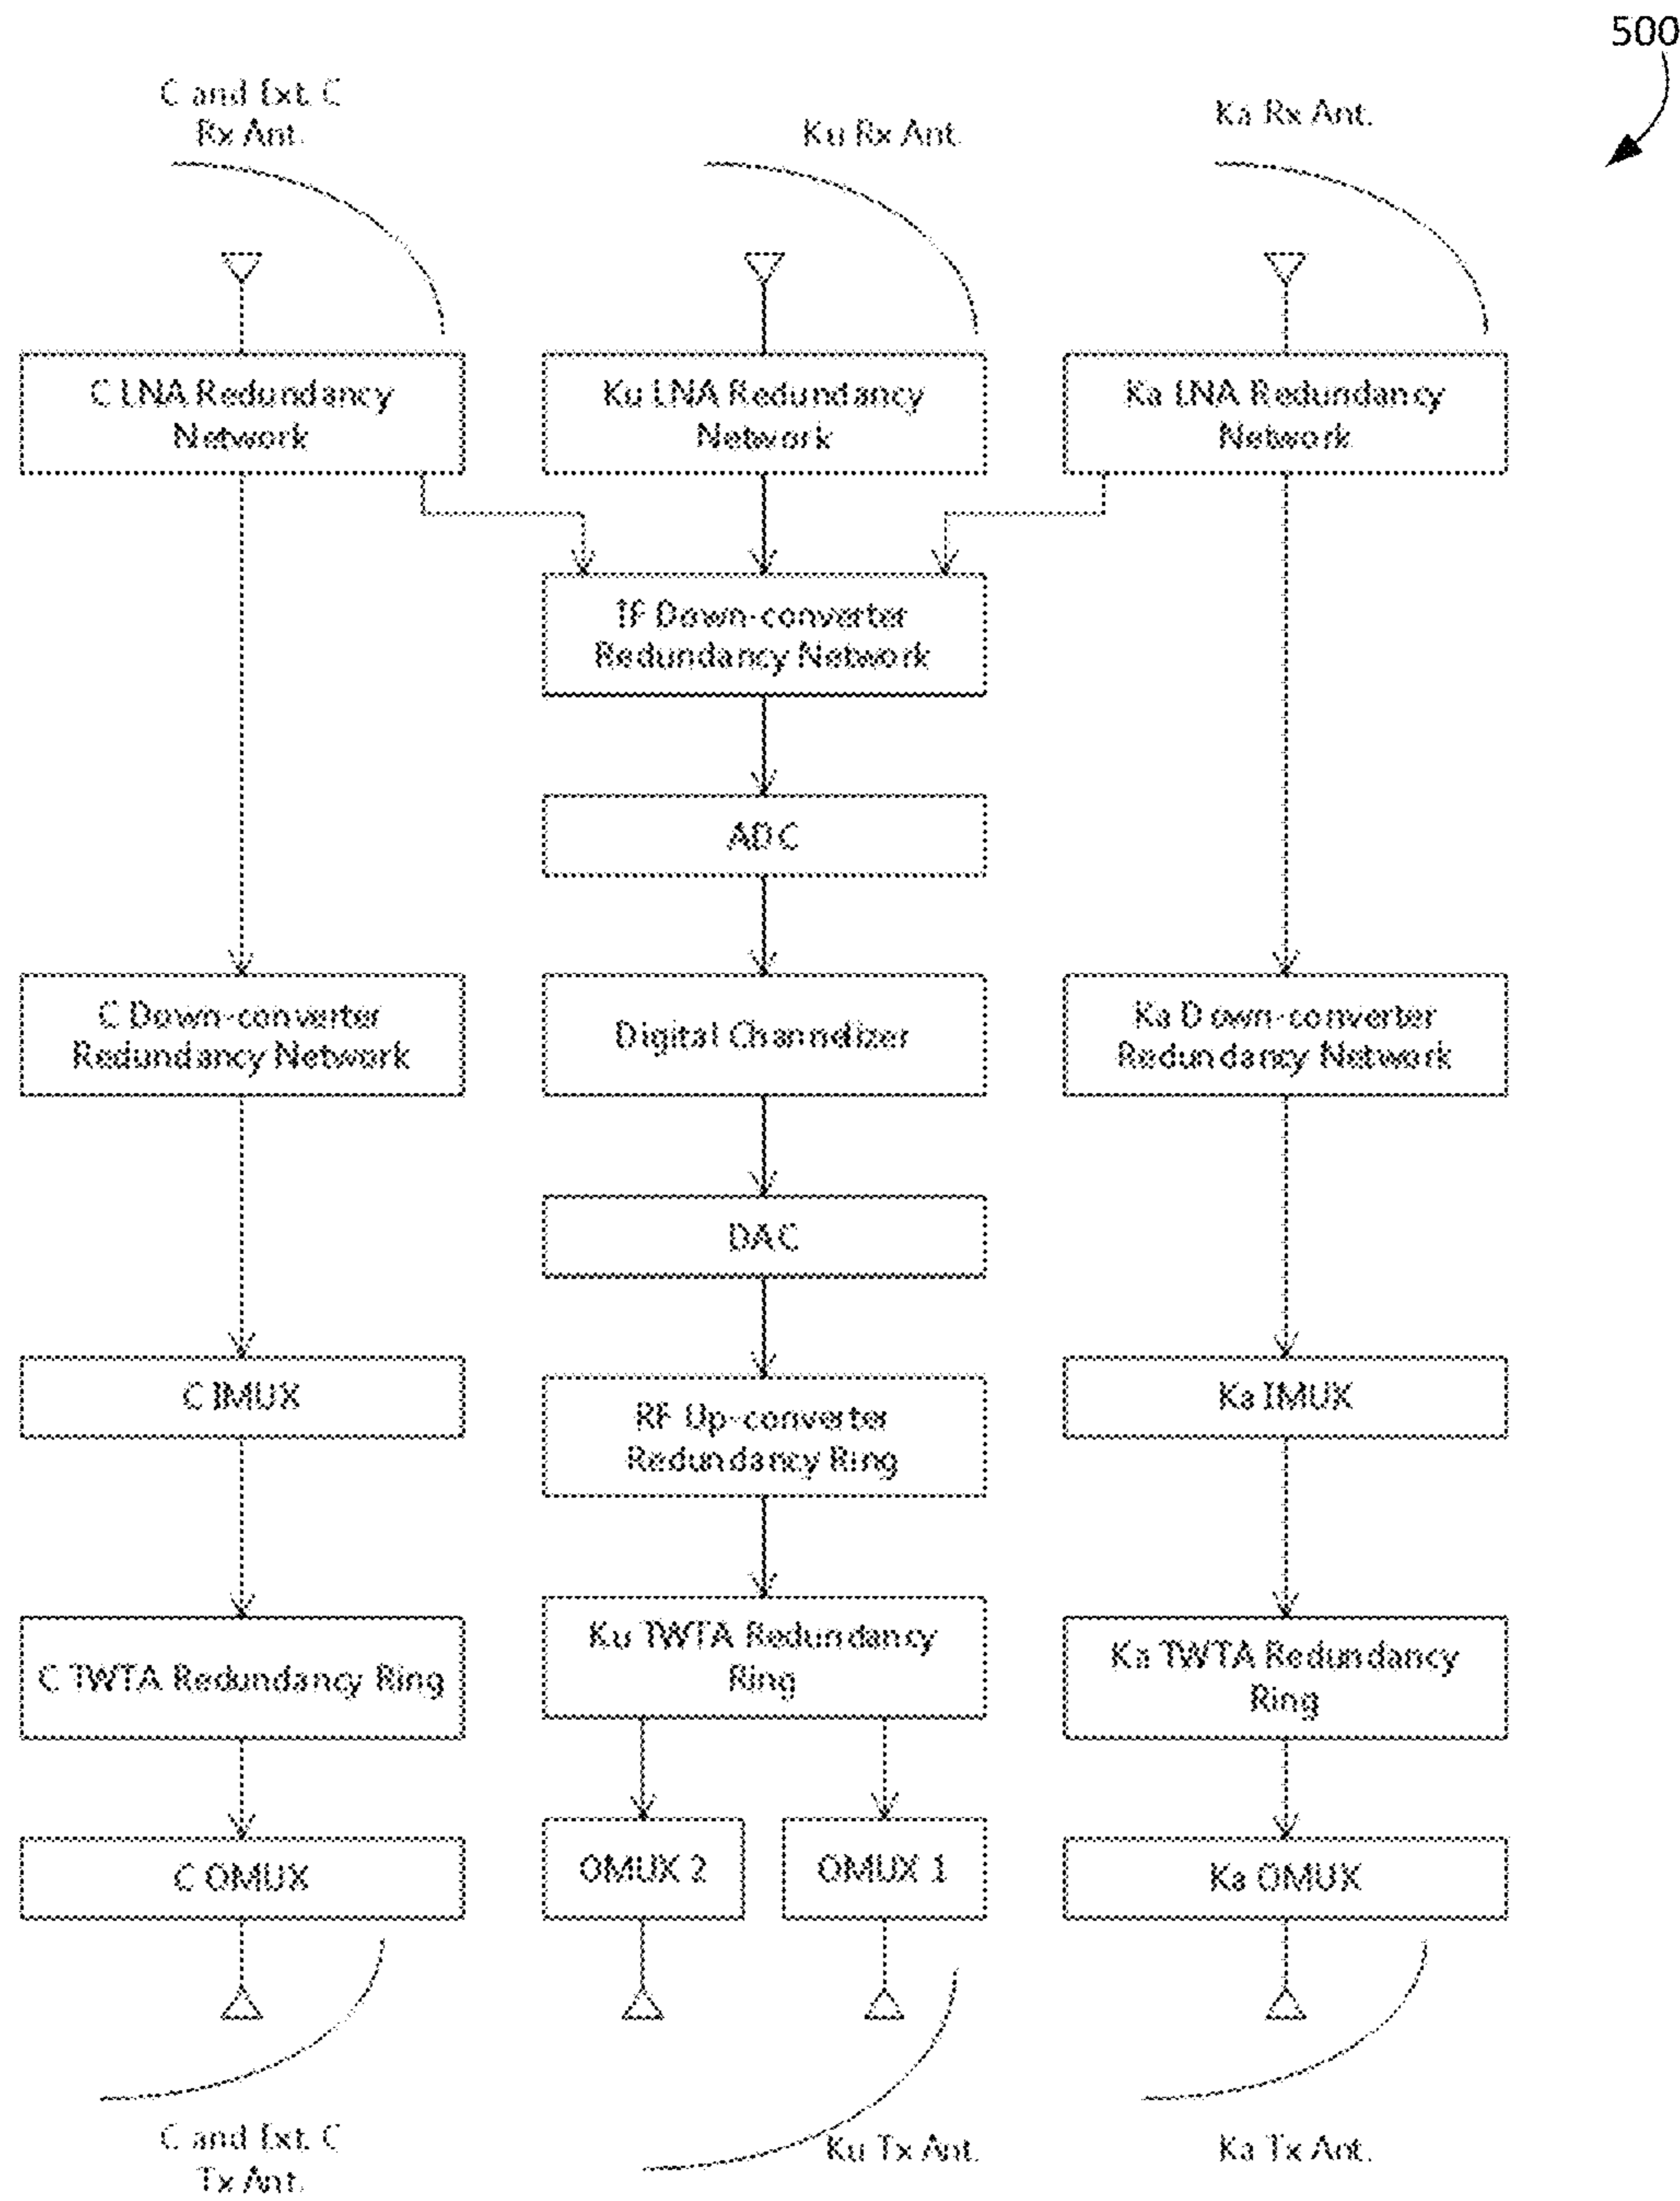 500
C and Ext. C
Rx Ant.
Ku Rx Ant.
Ka Rx Ant.
C LNA Redundancy
Network
Ku LNA Redundancy
Network
Ka LNA Redundancy
Network
IF Down-converter
Redundancy Network
ADC
C Down-converter
Redundancy Network
Digital Channelizer
Ka Down-converter
Redundancy Network
DAC
C IMUX
RF Up-converter
Redundancy Ring
Ka IMUX
C TWTA Redundancy Ring
Ku TWTA Redundancy
Ring
Ka TWTA Redundancy
Ring
C OMUX
OMUX 2
OMUX 1
Ka OMUX
C and Ext. C
Tx Ant.
Ku Tx Ant.
Ka Tx Ant.